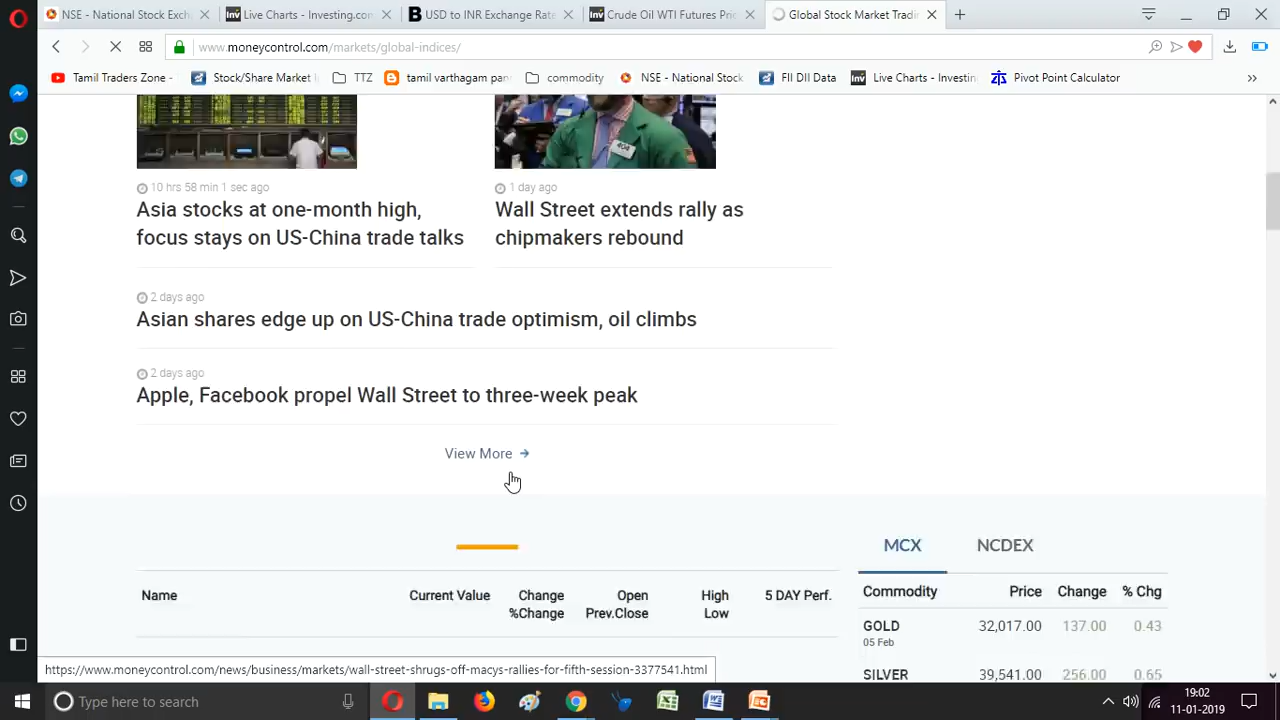 NSE - National Stock Exch
Live Charts - Investing.con
USD to INR Exchange Rate
Crude Oil WTI Futures Pric
Global Stock Market Tradin
www.moneycontrol.com/markets/global-indices/
Tamil Traders Zone -
Stock/Share Market
TTZ
tamil varthagam pan
commodity
NSE - National Stock
FII DII Data
Live Charts - Investin
Pivot Point Calculator
404
10 hrs 58 min 1 sec ago
Asia stocks at one-month high,
focus stays on US-China trade talks
1 day ago
Wall Street extends rally as
chipmakers rebound
2 days ago
Asian shares edge up on US-China trade optimism, oil climbs
2 days ago
Apple, Facebook propel Wall Street to three-week peak
View More
MCX NCDEX
Name Current Value Change Open High 5 DAY Perf.
%Change Prev.Close Low
Commodity Price Change % Chg
GOLD 32,017.00 137.00 0.43
05 Feb
SILVER 39,541.00 256.00 0.65
https://www.moneycontrol.com/news/business/markets/wall-street-shrugs-off-macys-rallies-for-fifth-session-3377541.html
Type here to search
19:02
11-01-2019